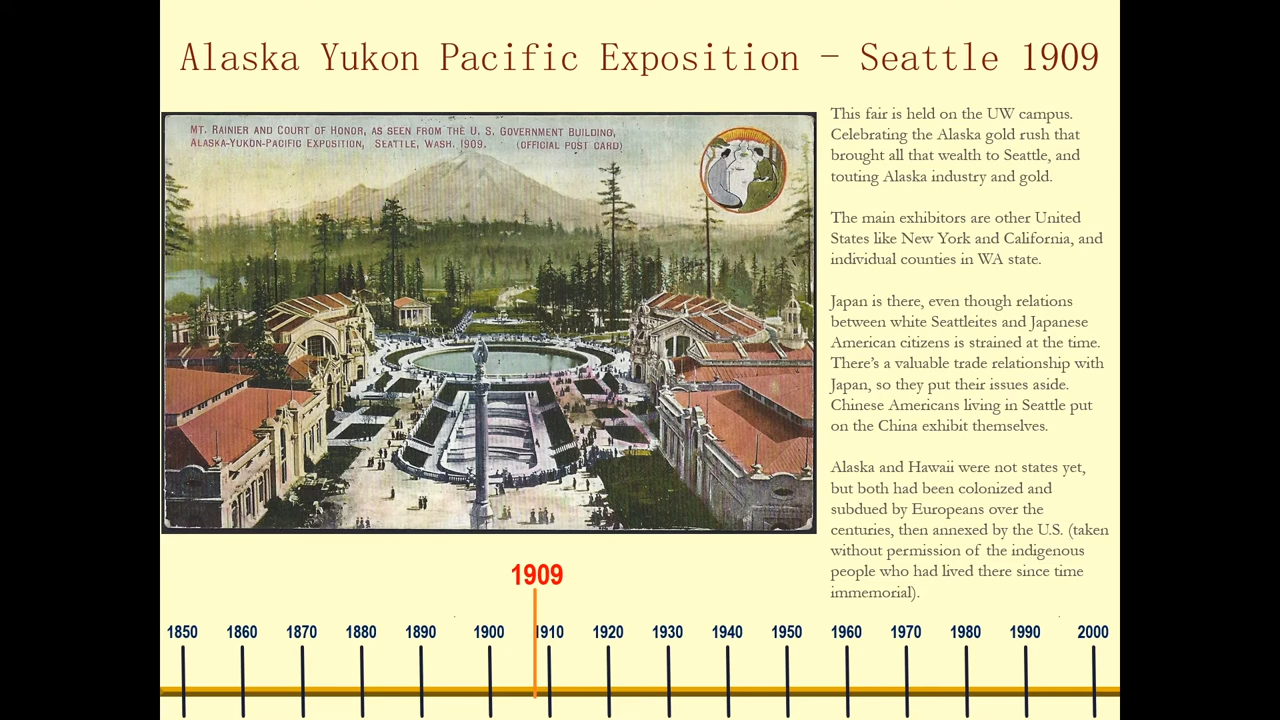 Alaska Yukon Pacific Exposition - Seattle 1909
MT. RAINIER AND COURT OF HONOR, AS SEEN FROM THE U. S. GOVERNMENT BUILDING,
ALASKA-YUKON-PACIFIC EXPOSITION, SEATTLE, WASH. 1909. (OFFICIAL POST CARD)
This fair is held on the UW campus.
Celebrating the Alaska gold rush that
brought all that wealth to Seattle, and
touting Alaska industry and gold.
The main exhibitors are other United
States like New York and California, and
individual counties in WA state.
Japan is there, even though relations
between white Seattleites and Japanese
American citizens is strained at the time.
There's a valuable trade relationship with
Japan, so they put their issues aside.
Chinese Americans living in Seattle put
on the China exhibit themselves.
Alaska and Hawaii were not states yet,
but both had been colonized and
subdued by Europeans over the
centuries, then annexed by the U.S. (taken
without permission of the indigenous
people who had lived there since time
immemorial).
1909
1850 1860 1870 1880 1890 1900 1910 1920 1930 1940 1950 1960 1970 1980 1990 2000